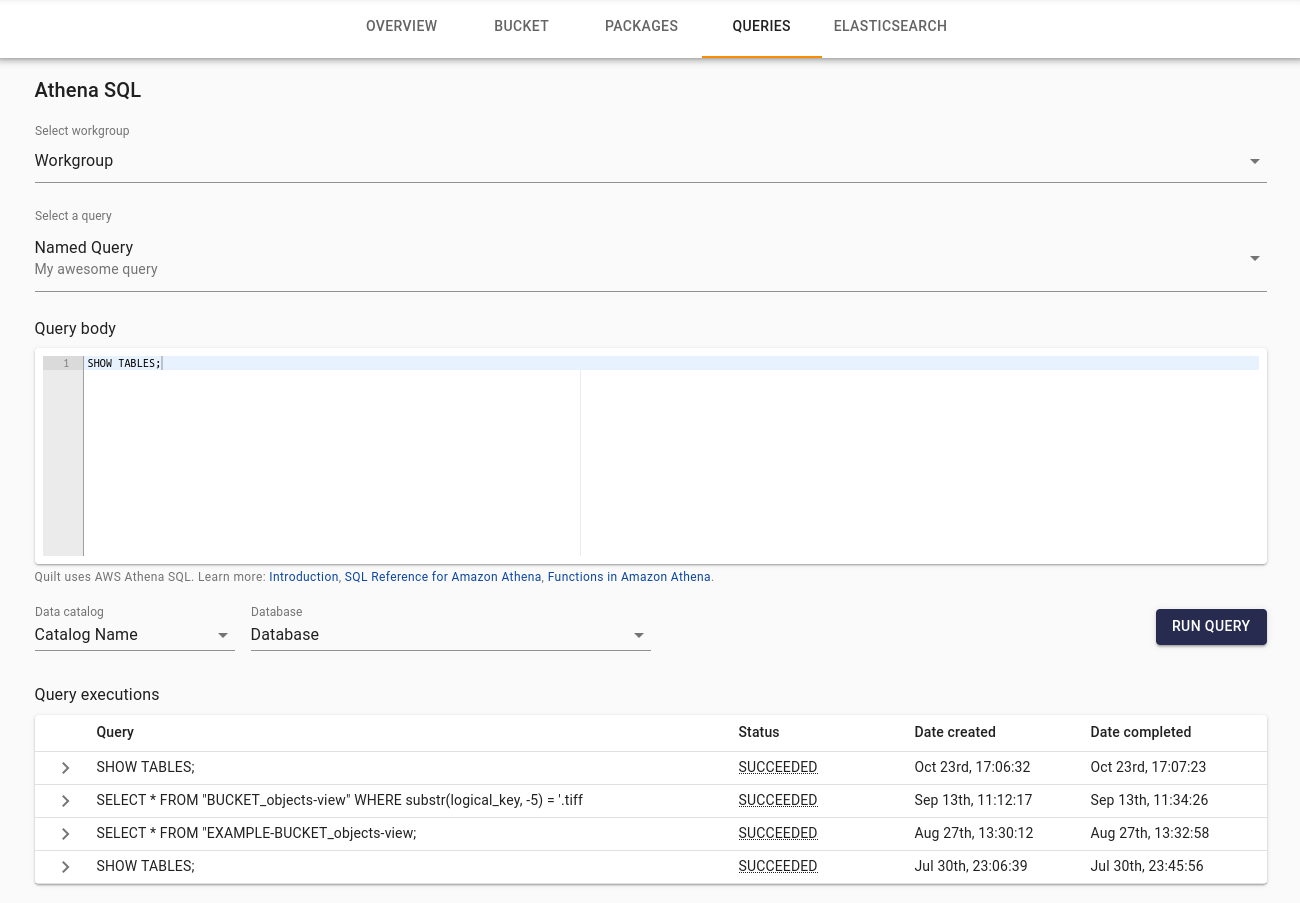 OVERVIEW BUCKET PACKAGES QUERIES ELASTICSEARCH
Athena SQL
Select workgroup
Workgroup
Select a query
Named Query
My awesome query
Query body
1 SHOW TABLES;
Quilt uses AWS Athena SQL. Learn more: Introduction, SQL Reference for Amazon Athena, Functions in Amazon Athena.
Data catalog Database
Catalog Name Database
RUN QUERY
Query executions
Query Status Date created Date completed
SHOW TABLES; SUCCEEDED Oct 23rd, 17:06:32 Oct 23rd, 17:07:23
SELECT * FROM "BUCKET_objects-view" WHERE substr(logical_key, -5) = '.tiff SUCCEEDED Sep 13th, 11:12:17 Sep 13th, 11:34:26
SELECT * FROM "EXAMPLE-BUCKET_objects-view; SUCCEEDED Aug 27th, 13:30:12 Aug 27th, 13:32:58
SHOW TABLES; SUCCEEDED Jul 30th, 23:06:39 Jul 30th, 23:45:56